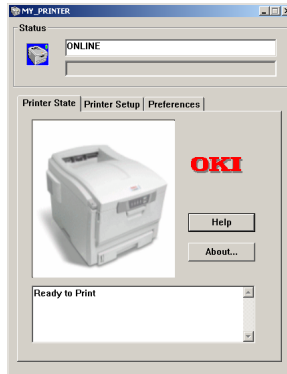 MY_PRINTER
Status
ONLINE
Printer State Printer Setup Preferences
OKI
Help
About...
Ready to Print